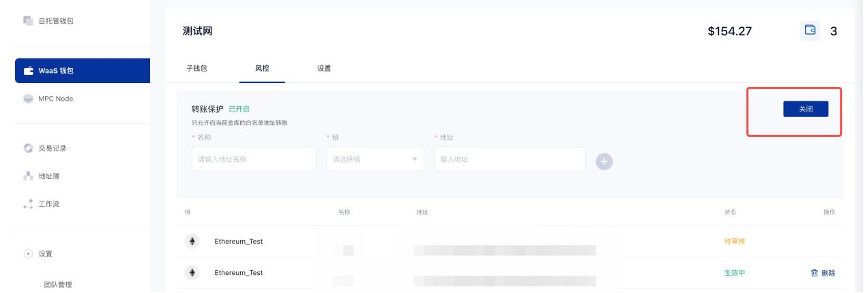 自托管钱包
WaaS 钱包
MPC Node
交易记录
地址簿
工作流
设置
团队管理
测试网
$154.27
3
子钱包 风控 设置
转账保护 已开启
关闭
只允许向当前金库的白名单地址转账
* 名称 * 链 * 地址
请输入地址名称 请选择链 输入地址
链 名称 地址 状态 操作
Ethereum_Test 待审核
Ethereum_Test 生效中 删除